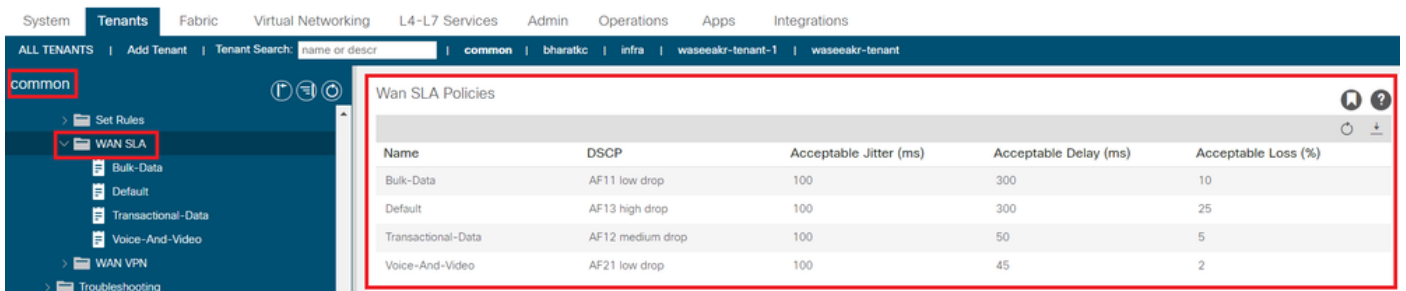 System Tenants Fabric Virtual Networking L4-L7 Services Admin Operations Apps Integrations
ALL TENANTS | Add Tenant | Tenant Search: name or descr | common | bharatkc | infra | waseeakr-tenant-1 | waseeakr-tenant
common
Set Rules
WAN SLA
Bulk-Data
Default
Transactional-Data
Voice-And-Video
WAN VPN
Troubleshooting
Wan SLA Policies
Name DSCP Acceptable Jitter (ms) Acceptable Delay (ms) Acceptable Loss (%)
Bulk-Data AF11 low drop 100 300 10
Default AF13 high drop 100 300 25
Transactional-Data AF12 medium drop 100 50 5
Voice-And-Video AF21 low drop 100 45 2